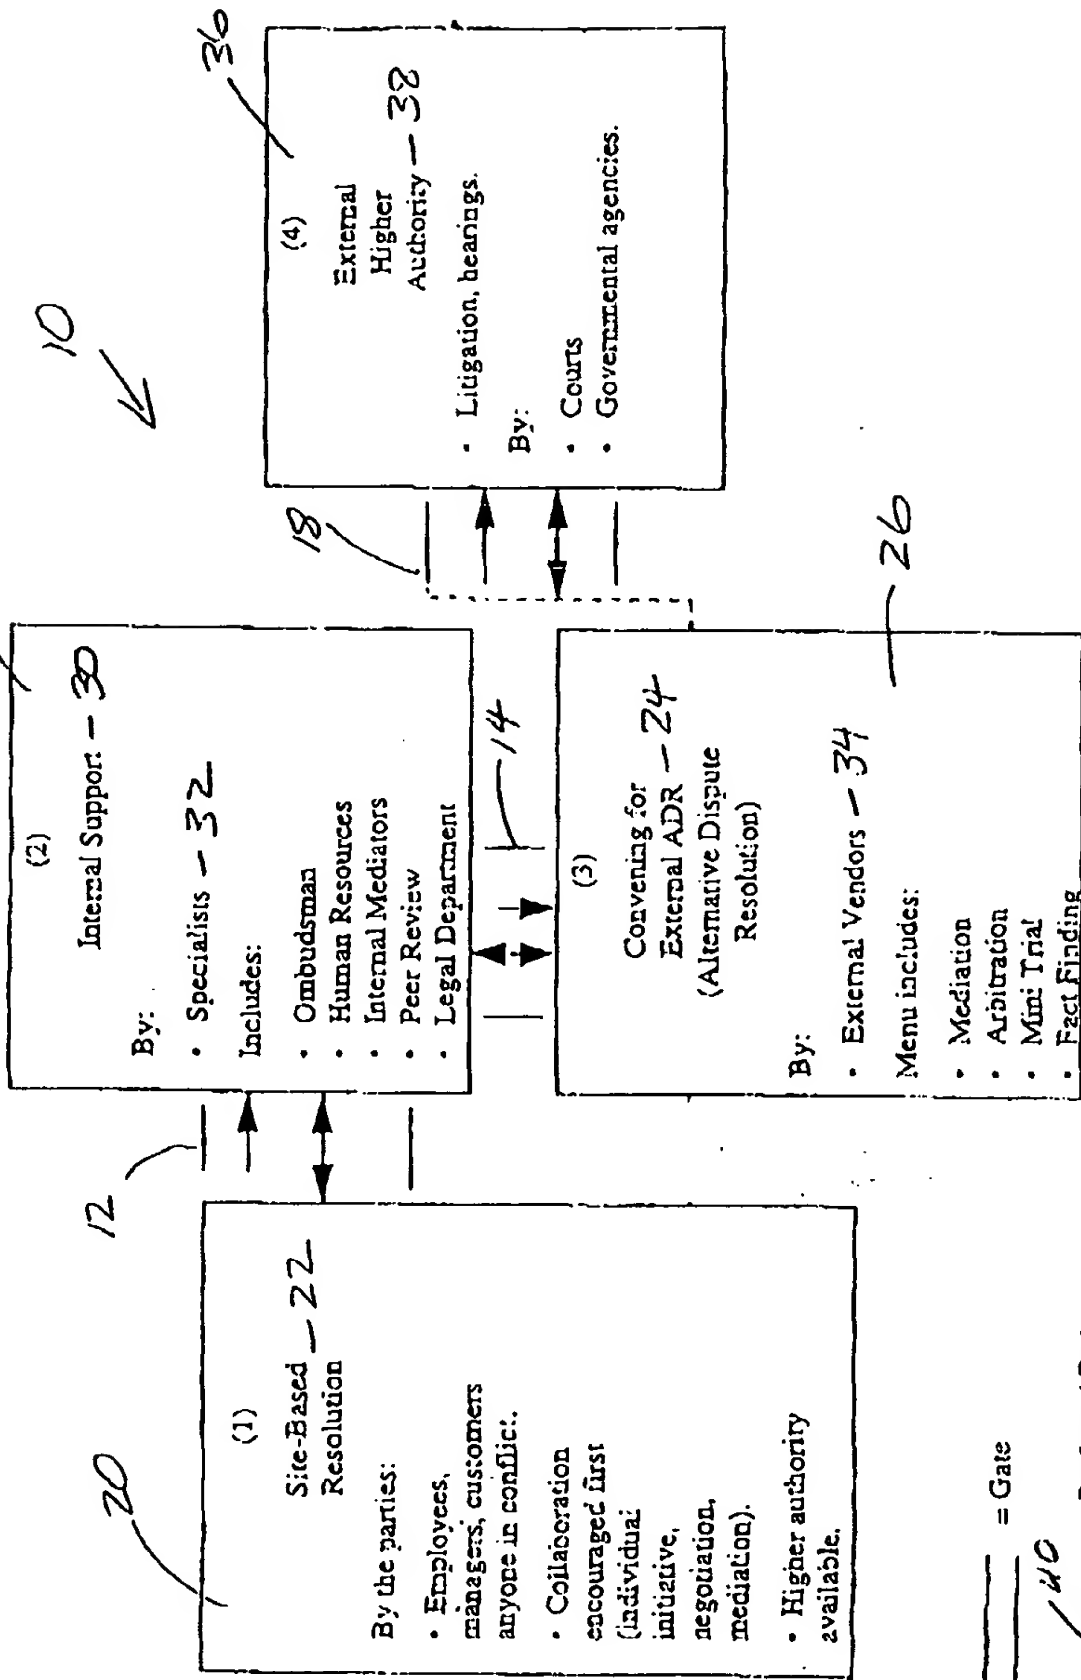 10
20
(1)
Site-Based — 22
Resolution
By the parties:
• Employees,
managers, customers
anyone in conflict.
• Collaboration
encouraged first
(individual
initiative,
negotiation,
mediation).
• Higher authority
available.
12
(2)
Internal Support — 30
By:
• Specialists — 32
Includes:
• Ombudsman
• Human Resources
• Internal Mediators
• Peer Review
• Legal Department
14
(3)
Convening for
External ADR — 24
(Alternative Dispute
Resolution)
By:
• External Vendors — 34
Menu includes:
• Mediation
• Arbitration
• Mini Trial
• Fact Finding
26
18
36
(4)
External
Higher
Authority — 38
• Litigation, hearings.
By:
• Courts
• Governmental agencies.
= Gate
40